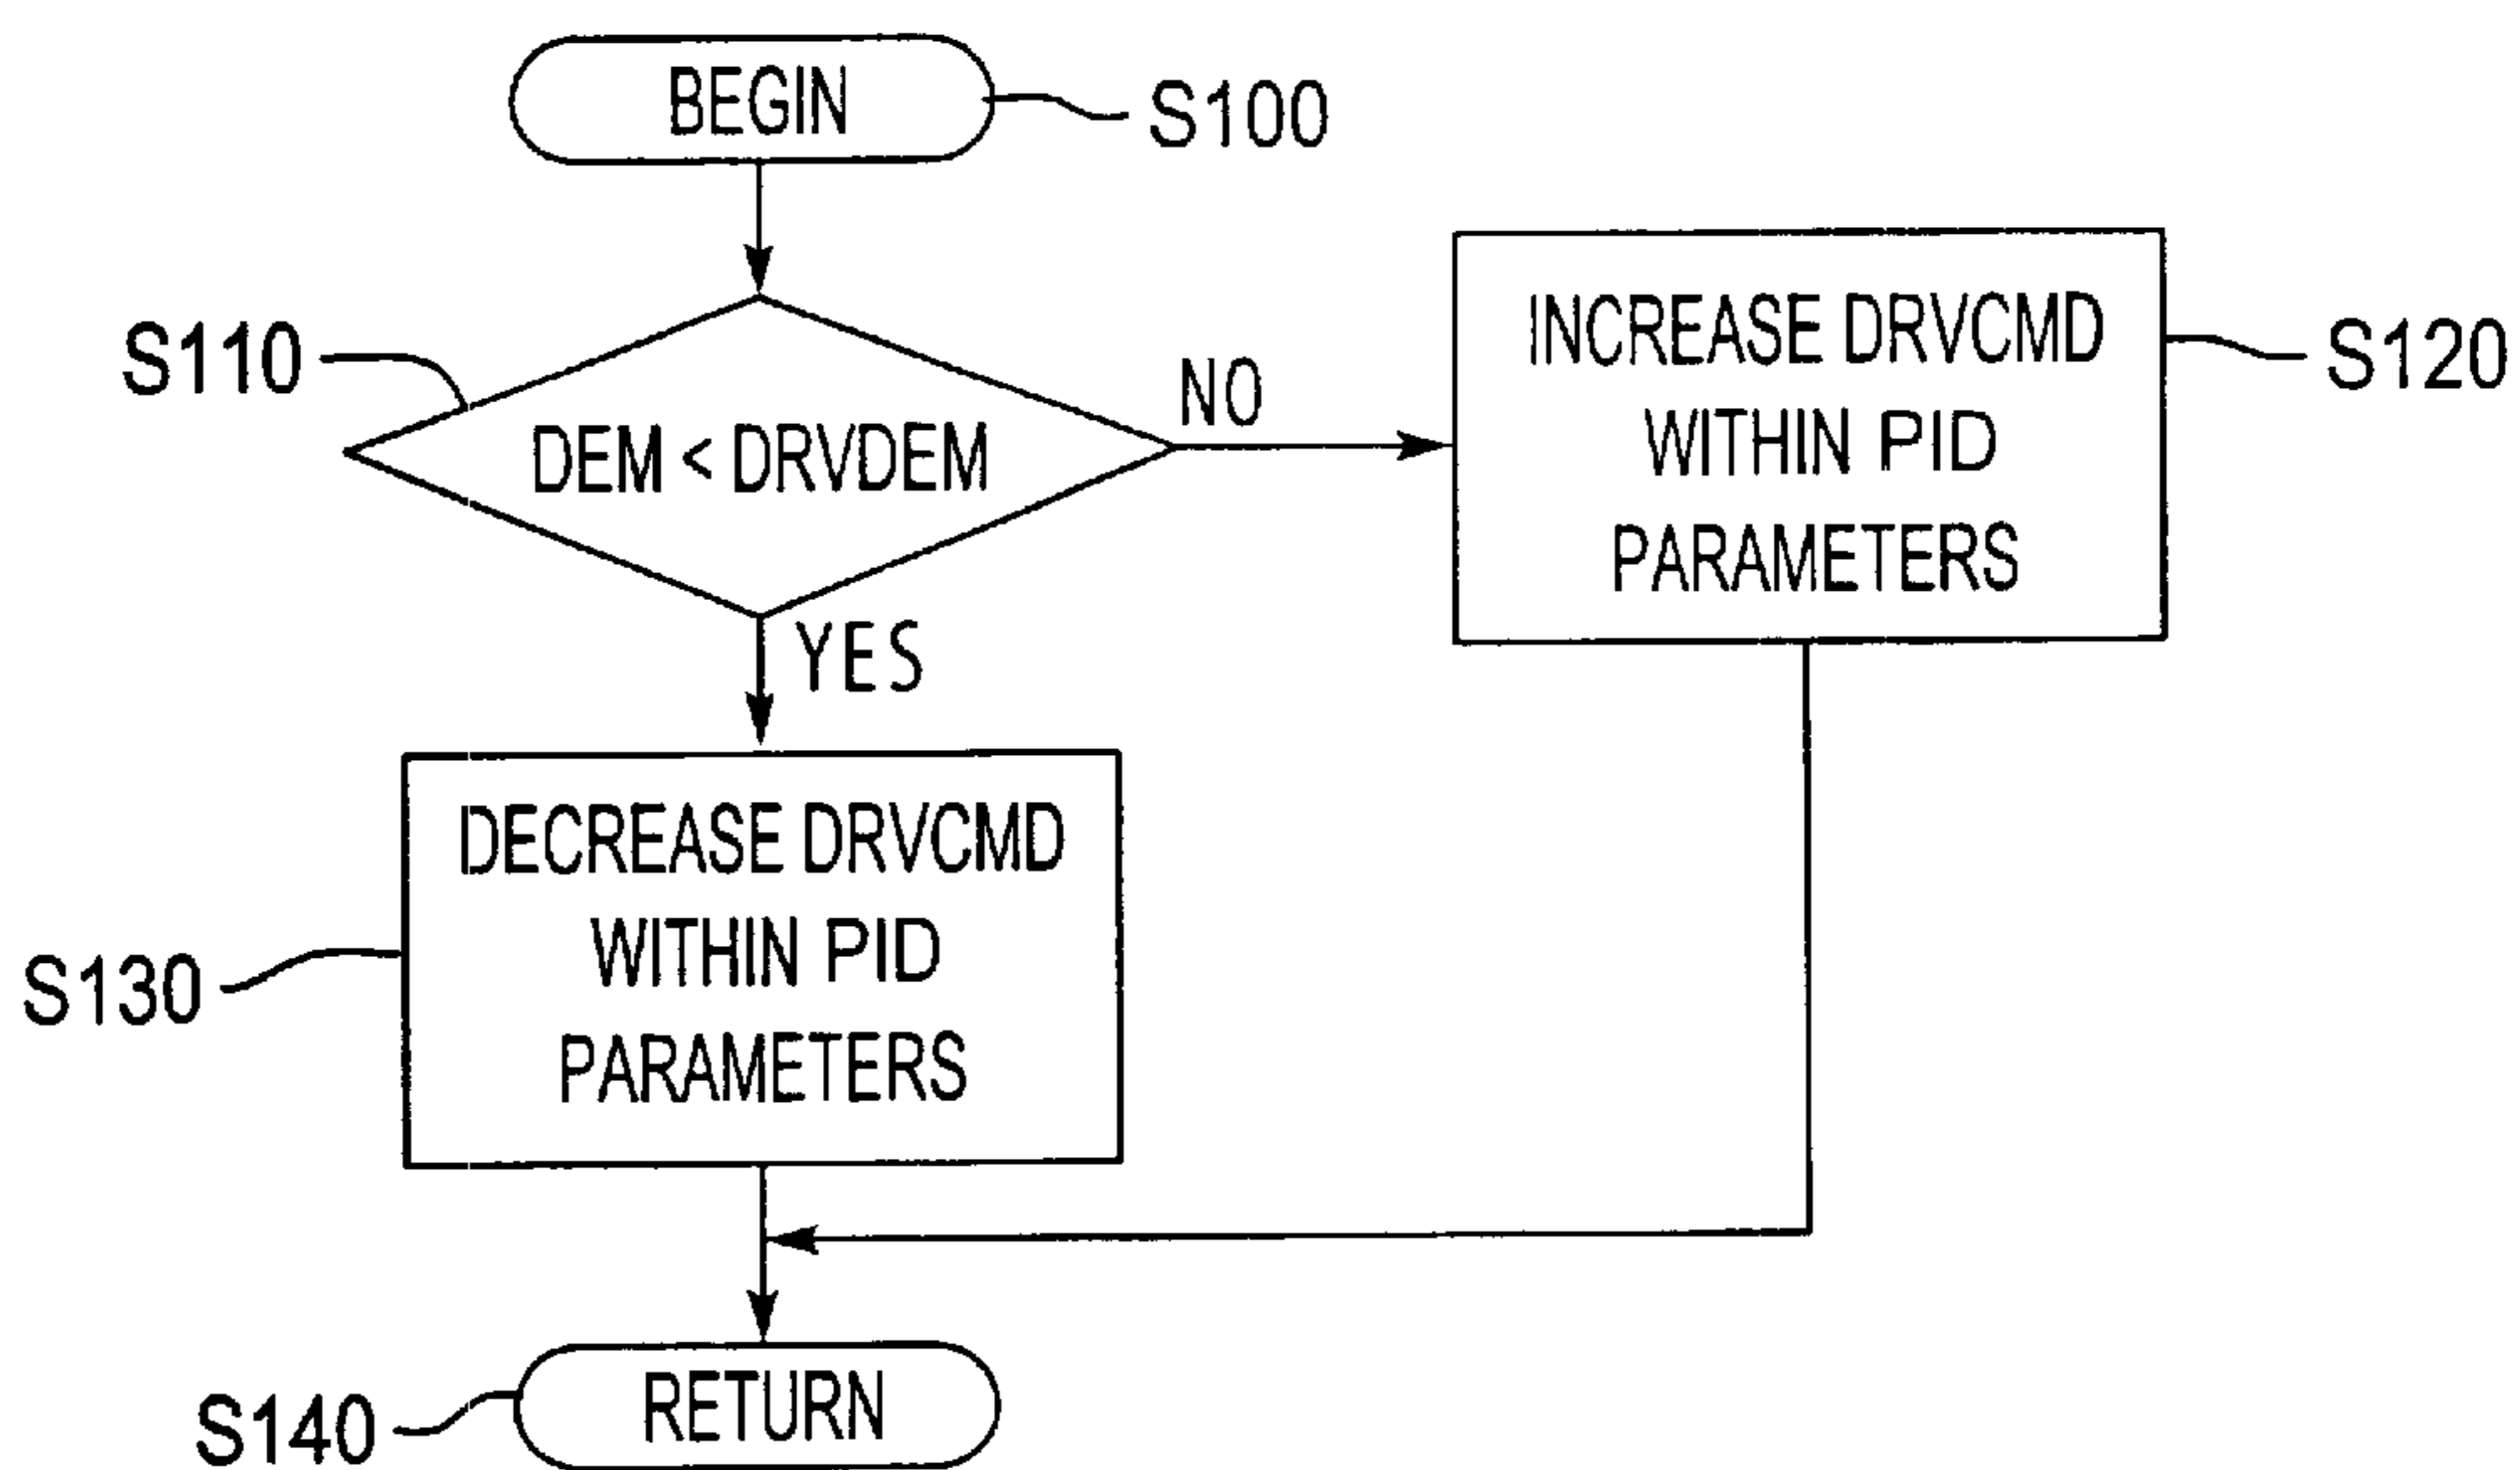 BEGIN
S100
S110
DEM < DRVDEM
NO
INCREASE DRVCMD
WITHIN PID
PARAMETERS
S120
YES
DECREASE DRVCMD
WITHIN PID
PARAMETERS
S130
RETURN
S140